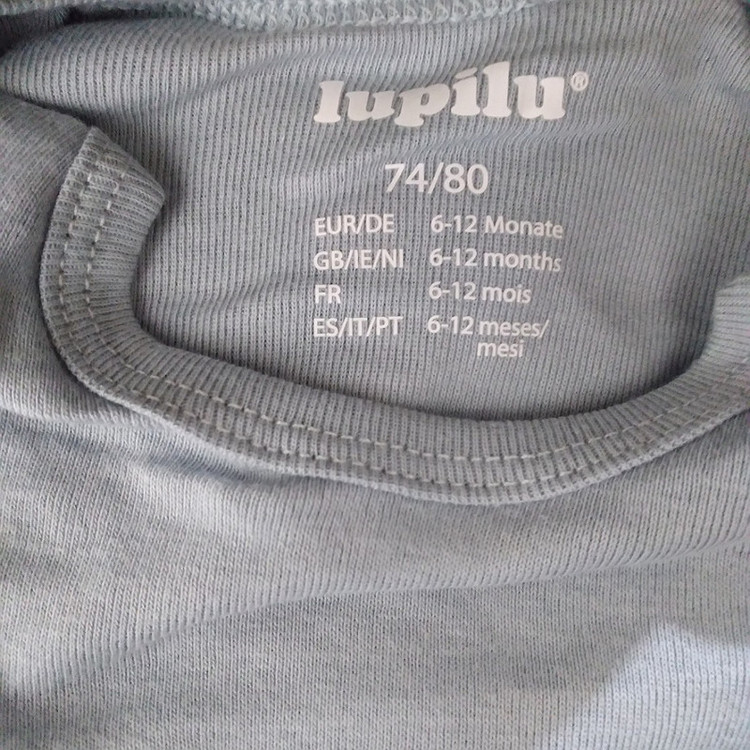 lupilu®
74/80
EUR/DE 6-12 Monate
GB/IE/NI 6-12 months
FR 6-12 mois
ES/IT/PT 6-12 meses/
mesi